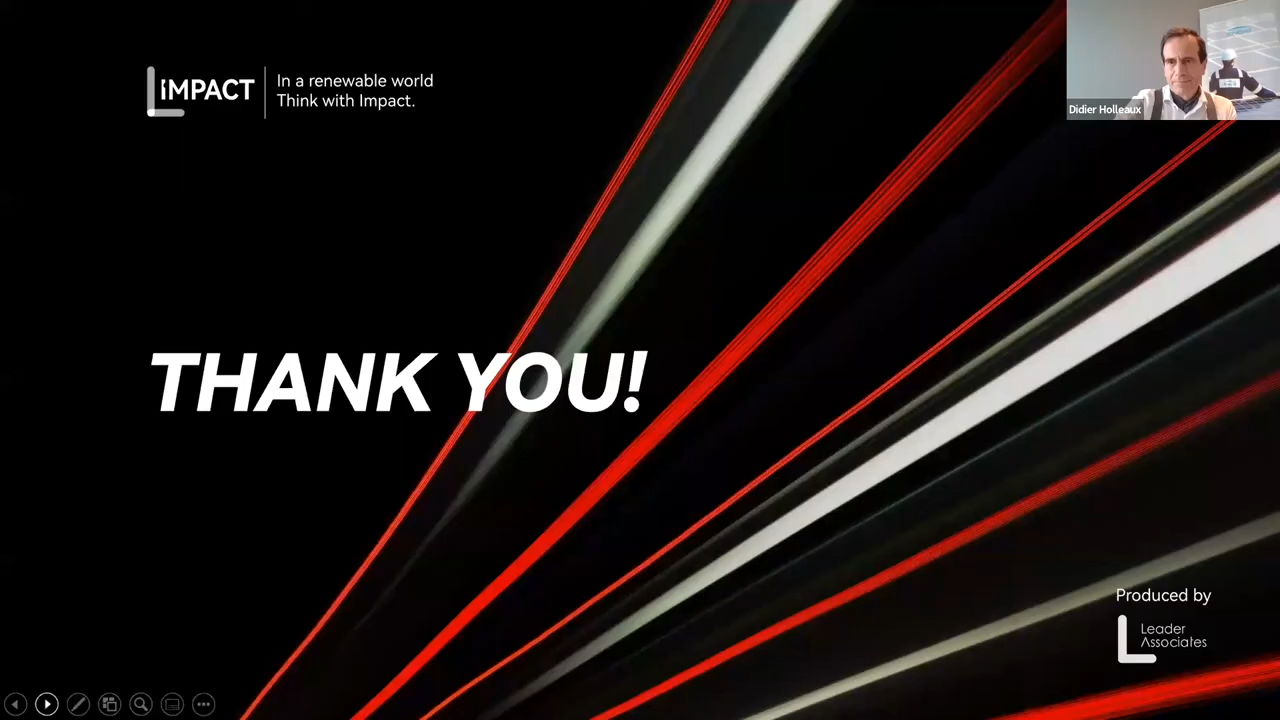 IMPACT
In a renewable world
Think with Impact.
Didier Holleaux
THANK YOU!
Produced by
Leader
Associates